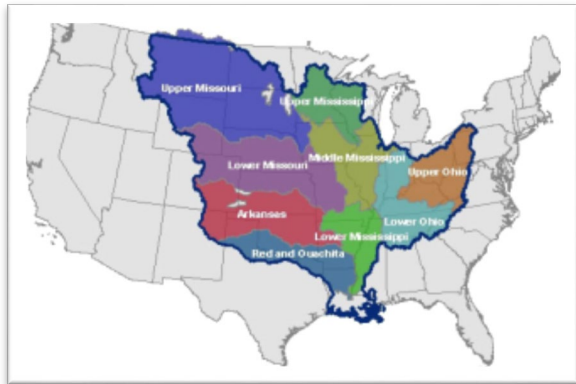 Upper Missouri
Upper Mississippi
Middle Mississippi
Lower Missouri
Upper Ohio
Arkansas
Lower Ohio
Lower Mississippi
Red and Ouachita